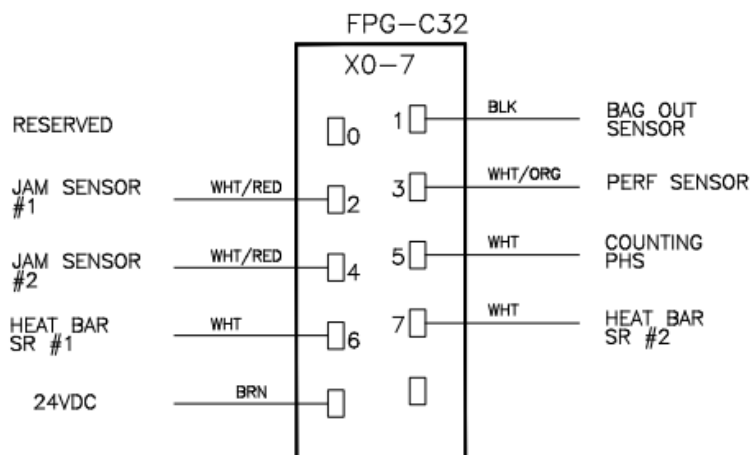 FPG-C32
X0-7
RESERVED
0
1
BLK
BAG OUT
SENSOR
JAM SENSOR
#1
WHT/RED
2
3
WHT/ORG
PERF SENSOR
JAM SENSOR
#2
WHT/RED
4
5
WHT
COUNTING
PHS
HEAT BAR
SR #1
WHT
6
7
WHT
HEAT BAR
SR #2
24VDC
BRN